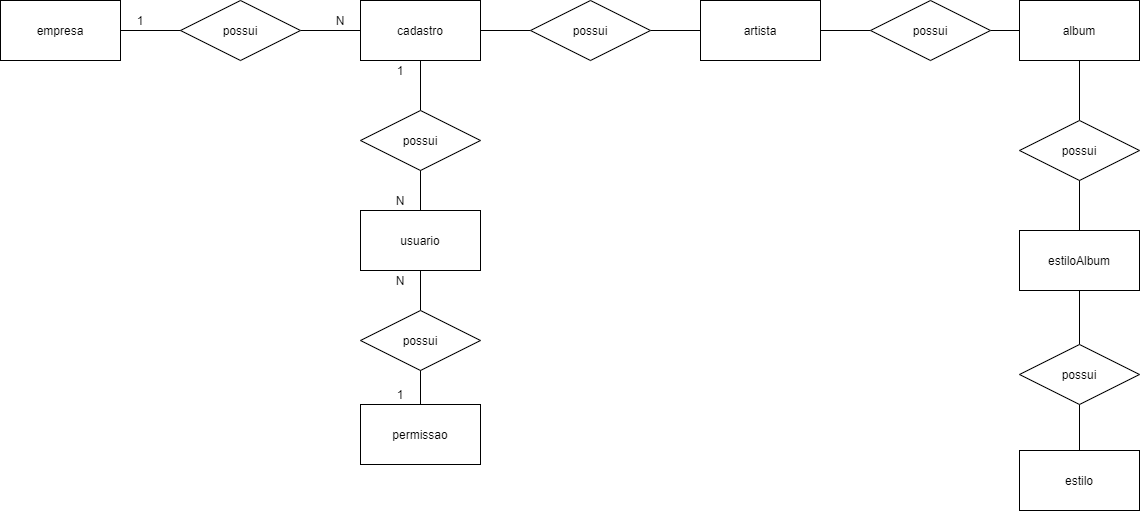 empresa
1
possui
N
cadastro
possui
artista
possui
album
1
possui
N
usuario
N
possui
1
permissao
possui
estiloAlbum
possui
estilo